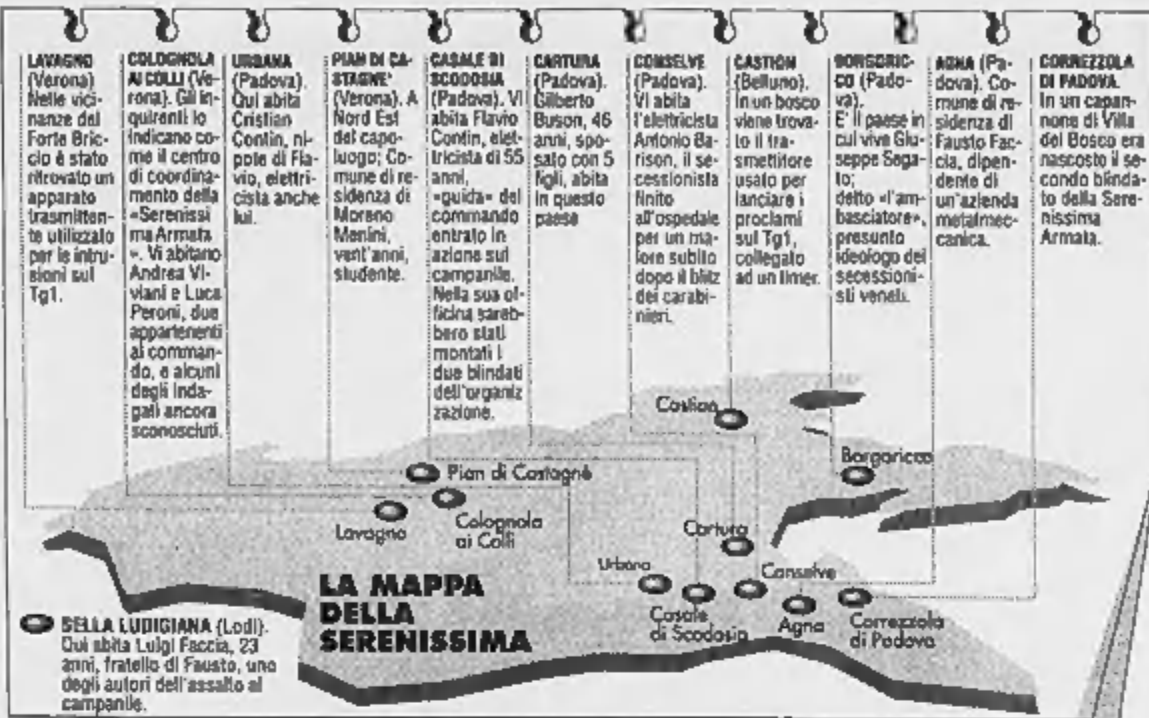 LAVAGNO
(Verona)
Nelle vici-
nanze del
Forte Bric-
cio è stato
ritrovato un
apparato
trasmitten-
te utilizzato
per le intru-
sioni sul
Tg1.
COLOGNOLA
AI COLLI (Ve-
rona). Gli in-
quirenti lo
indicano co-
me il centro
di coordina-
mento della
«Serenissi
ma Armata
». Vi abitano
Andrea Vi-
viani e Luca
Peroni, due
appartenenti
al comman-
do, e alcuni
degli inda-
gati ancora
sconosciuti.
URBANA
(Padova).
Qui abita
Cristian
Contin, ni-
pote di Fla-
vio, elettri-
cista anche
lui.
PIAN DI CA-
STAGNE'
(Verona). A
Nord Est
del capo-
luogo; Co-
mune di re-
sidenza di
Moreno
Menini,
vent'anni,
studente.
CASALE DI
SCODOSIA
(Padova). Vi
abita Flavio
Contin, elet-
tricista di 55
anni,
«guida» del
commando
entrato in
azione sul
campanile.
Nella sua of-
ficina sareb-
bero stati
montati i
due blindati
dell'organiz
zazione.
CARTURA
(Padova).
Gilberto
Buson, 46
anni, spo-
sato con 5
figli, abita
in questo
paese
CONSELVE
(Padova).
Vi abita
l'elettricista
Antonio Ba-
rison, il se-
cessionista
finito
all'ospedale
per un ma-
lore subito
dopo il blitz
dei carabi-
nieri.
CASTION
(Belluno).
In un bosco
viene trova-
to il tra-
smettitore
usato per
lanciare i
proclami
sul Tg1,
collegato
ad un timer.
BORGORIC-
CO (Pado-
va).
E' il paese in
cui vive Giu-
seppe Sega-
to;
detto «l'am-
basciatore»,
presunto
ideologo dei
secessioni-
sti veneti.
AGNA (Pa-
dova). Co-
mune di re-
sidenza di
Fausto Fac-
cia, dipen-
dente di
un'azienda
metalmec-
canica.
CORREZZOLA
DI PADOVA.
In un capan-
none di Villa
del Bosco era
nascosto il se-
condo blinda-
to della Sere-
nissima
Armata.
Castion
Pian di Castagnè
Borgoricco
Lavagno
Colognola
ai Colli
Cartura
Urbana
Conselve
Casale
di Scodosia
Agna
Correzzola
di Padova
LA MAPPA
DELLA
SERENISSIMA
SELLA LUDIGIANA (Lodi).
Qui abita Luigi Faccia, 23
anni, fratello di Fausto, uno
degli autori dell'assalto al
campanile.